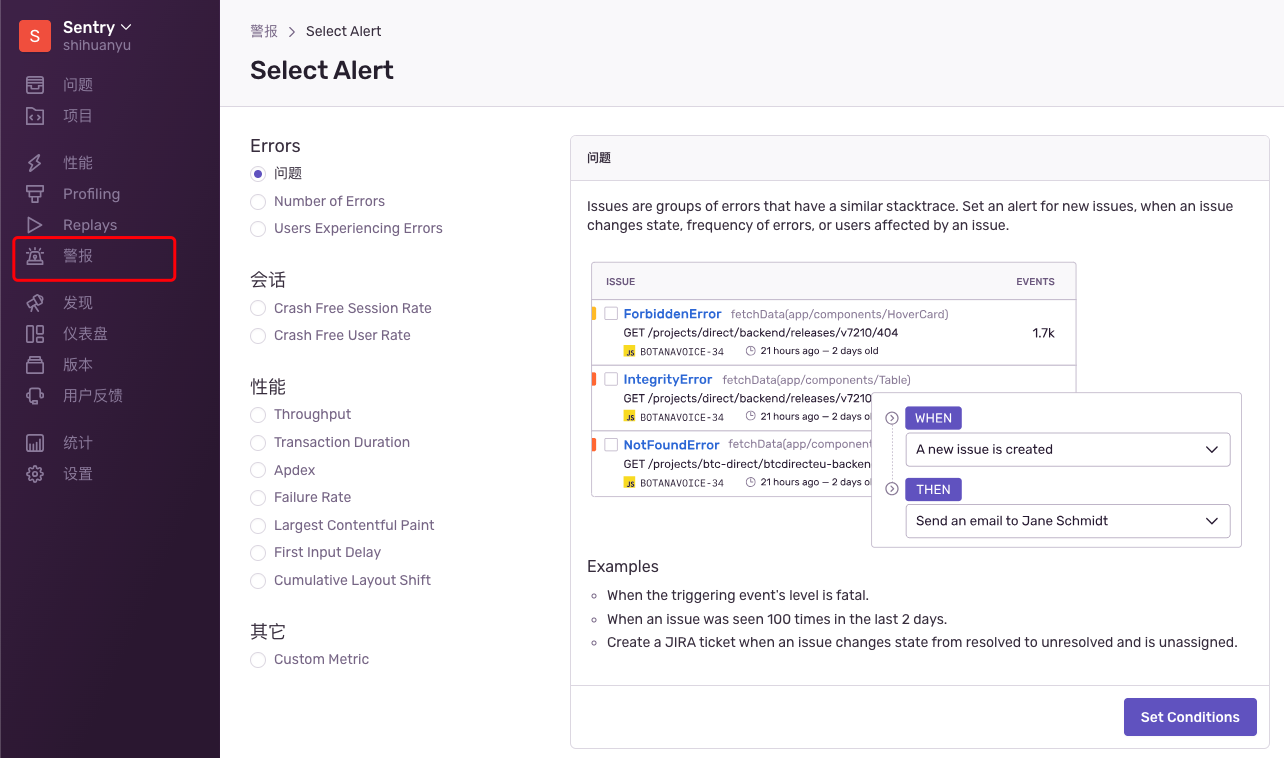 S
Sentry
shihuanyu
问题
项目
性能
Profiling
Replays
警报
发现
仪表盘
版本
用户反馈
统计
设置
警报 > Select Alert
Select Alert
Errors
问题
Number of Errors
Users Experiencing Errors
会话
Crash Free Session Rate
Crash Free User Rate
性能
Throughput
Transaction Duration
Apdex
Failure Rate
Largest Contentful Paint
First Input Delay
Cumulative Layout Shift
其它
Custom Metric
问题
Issues are groups of errors that have a similar stacktrace. Set an alert for new issues, when an issue
changes state, frequency of errors, or users affected by an issue.
ISSUE EVENTS
ForbiddenError fetchData(app/components/HoverCard)
GET /projects/direct/backend/releases/v7210/404 1.7k
JS BOTANAVOICE-34 21 hours ago — 2 days old
IntegrityError fetchData(app/components/Table)
GET /projects/direct/backend/releases/v7210
JS BOTANAVOICE-34 21 hours ago — 2 days ol
NotFoundError fetchData(app/component
GET /projects/btc-direct/btcdirecteu-backen
JS BOTANAVOICE-34 21 hours ago — 2 days ol
WHEN
A new issue is created
THEN
Send an email to Jane Schmidt
Examples
When the triggering event's level is fatal.
When an issue was seen 100 times in the last 2 days.
Create a JIRA ticket when an issue changes state from resolved to unresolved and is unassigned.
Set Conditions